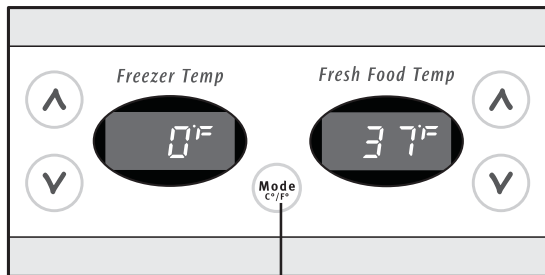 Freezer Temp
Fresh Food Temp
0°F
37°F
Mode
C°/F°